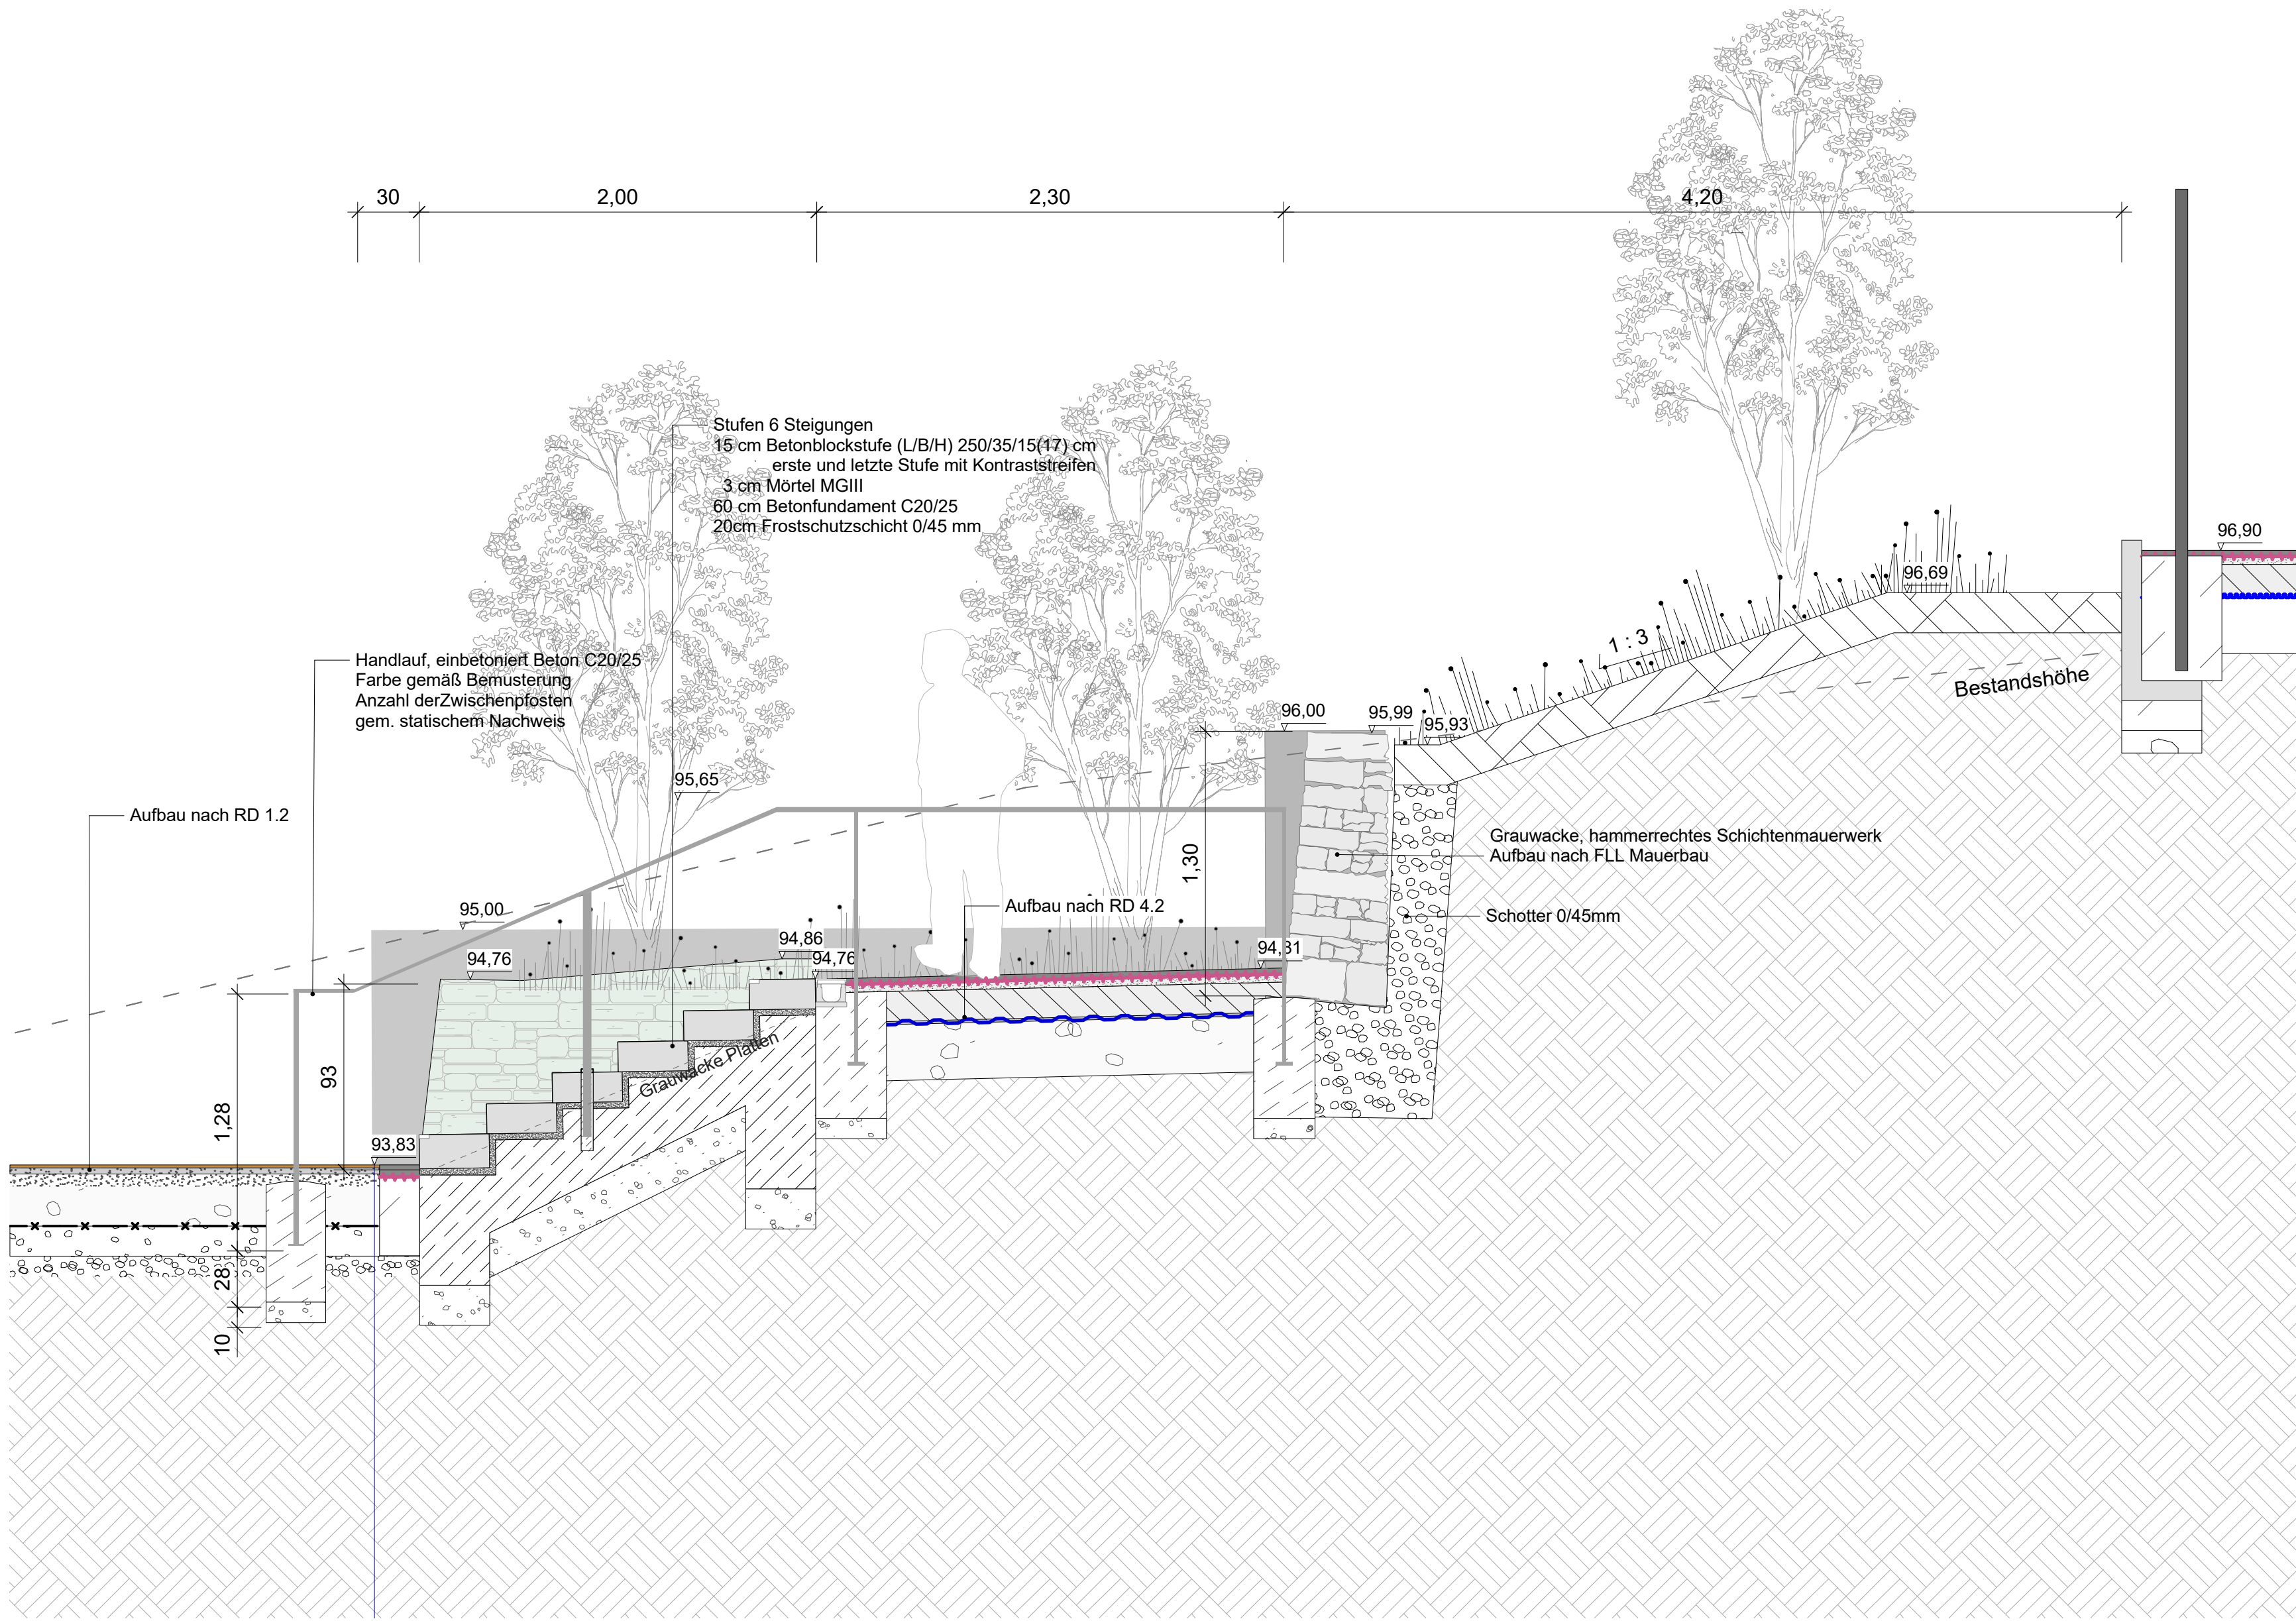 30
2,00
2,30
4,20
Stufen 6 Steigungen
15 cm Betonblockstufe (L/B/H) 250/35/15(17) cm
erste und letzte Stufe mit Kontraststreifen
3 cm Mörtel MGIII
60 cm Betonfundament C20/25
20cm Frostschutzschicht 0/45 mm
96,90
96,69
1 : 3
Bestandshöhe
Handlauf, einbetoniert Beton C20/25
Farbe gemäß Bemusterung
Anzahl derZwischenpfosten
gem. statischem Nachweis
96,00
95,99
95,93
95,65
Aufbau nach RD 1.2
Grauwacke, hammerrechtes Schichtenmauerwerk
Aufbau nach FLL Mauerbau
1,30
95,00
Aufbau nach RD 4.2
Schotter 0/45mm
94,86
94,76
94,76
94,81
Grauwacke Platten
93
1,28
93,83
28
10